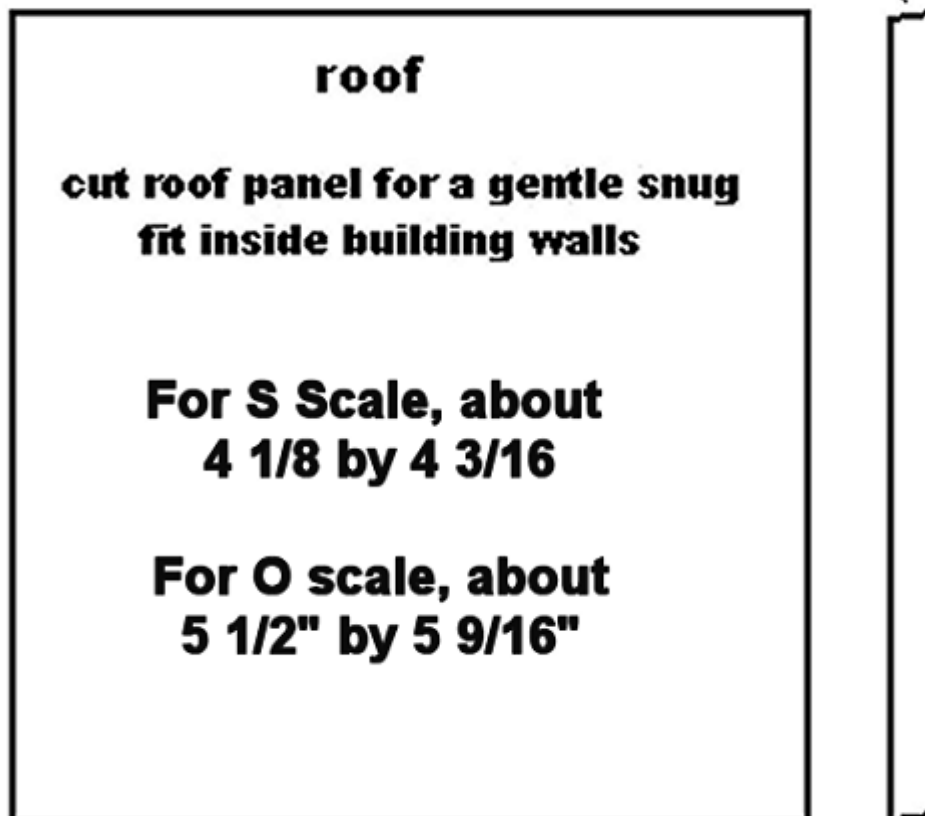 roof
cut roof panel for a gentle snug
fit inside building walls
For S Scale, about
4 1/8 by 4 3/16
For O scale, about
5 1/2" by 5 9/16"